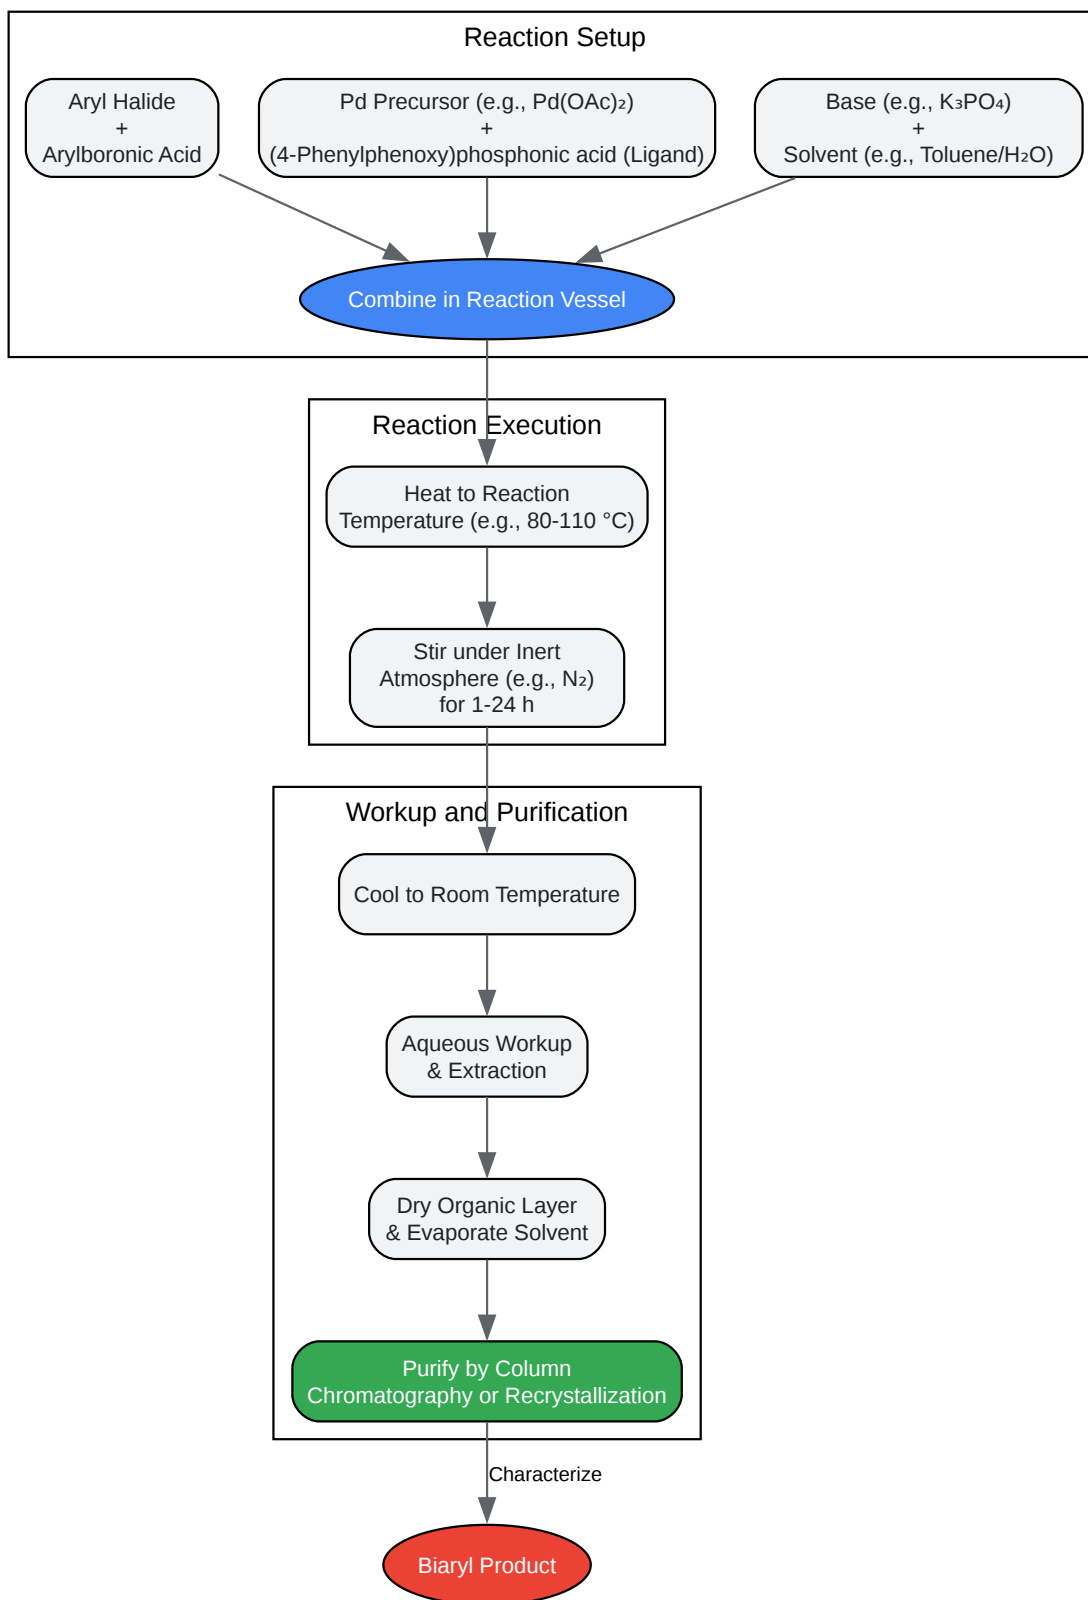 Reaction Setup
Aryl Halide
+
Arylboronic Acid
Pd Precursor (e.g., Pd(OAc)₂)
+
(4-Phenylphenoxy)phosphonic acid (Ligand)
Base (e.g., K₃PO₄)
+
Solvent (e.g., Toluene/H₂O)
Combine in Reaction Vessel
Reaction Execution
Heat to Reaction
Temperature (e.g., 80-110 °C)
Stir under Inert
Atmosphere (e.g., N₂)
for 1-24 h
Workup and Purification
Cool to Room Temperature
Aqueous Workup
& Extraction
Dry Organic Layer
& Evaporate Solvent
Purify by Column
Chromatography or Recrystallization
Characterize
Biaryl Product